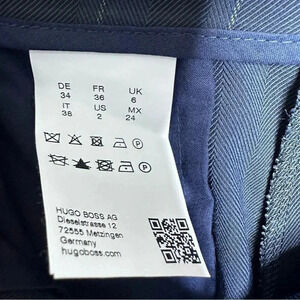 DE FR UK
34 36 6
IT US MX
38 2 24
HUGO BOSS AG
Dieselstrasse 12
72555 Metzingen
Germany
hugoboss.com